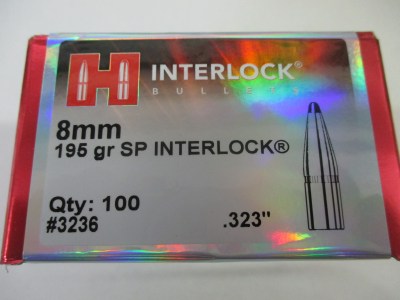 H INTERLOCK®
BULLETS
8mm
195 gr SP INTERLOCK®
Qty: 100
#3236
.323"